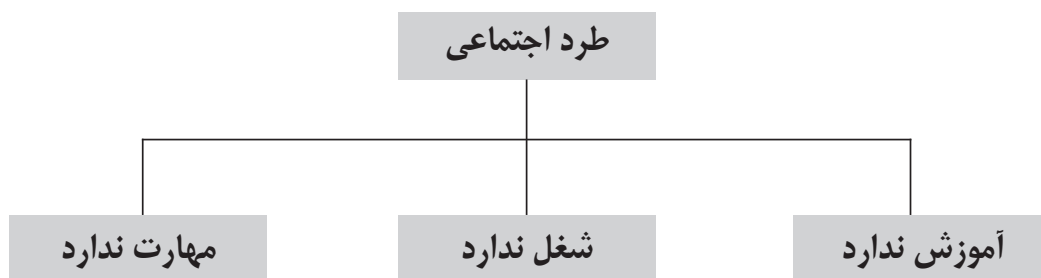 طرد اجتماعی
آموزش ندارد
شغل ندارد
مهارت ندارد